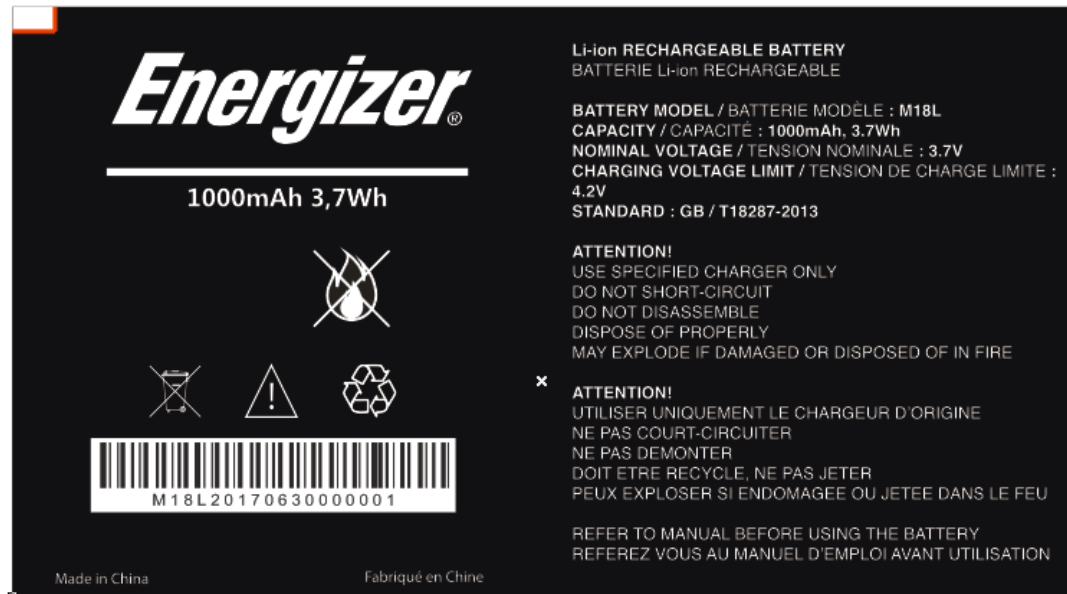 Energizer®
1000mAh 3,7Wh
M18L20170630000001
Made in China
Fabriqué en Chine
Li-ion RECHARGEABLE BATTERY
BATTERIE Li-ion RECHARGEABLE
BATTERY MODEL / BATTERIE MODÈLE : M18L
CAPACITY / CAPACITÉ : 1000mAh, 3.7Wh
NOMINAL VOLTAGE / TENSION NOMINALE : 3.7V
CHARGING VOLTAGE LIMIT / TENSION DE CHARGE LIMITE :
4.2V
STANDARD : GB / T18287-2013
ATTENTION!
USE SPECIFIED CHARGER ONLY
DO NOT SHORT-CIRCUIT
DO NOT DISASSEMBLE
DISPOSE OF PROPERLY
MAY EXPLODE IF DAMAGED OR DISPOSED OF IN FIRE
ATTENTION!
UTILISER UNIQUEMENT LE CHARGEUR D'ORIGINE
NE PAS COURT-CIRCUITER
NE PAS DEMONTER
DOIT ETRE RECYCLE, NE PAS JETER
PEUX EXPLOSER SI ENDOMAGEE OU JETEE DANS LE FEU
REFER TO MANUAL BEFORE USING THE BATTERY
REFEREZ VOUS AU MANUEL D'EMPLOI AVANT UTILISATION